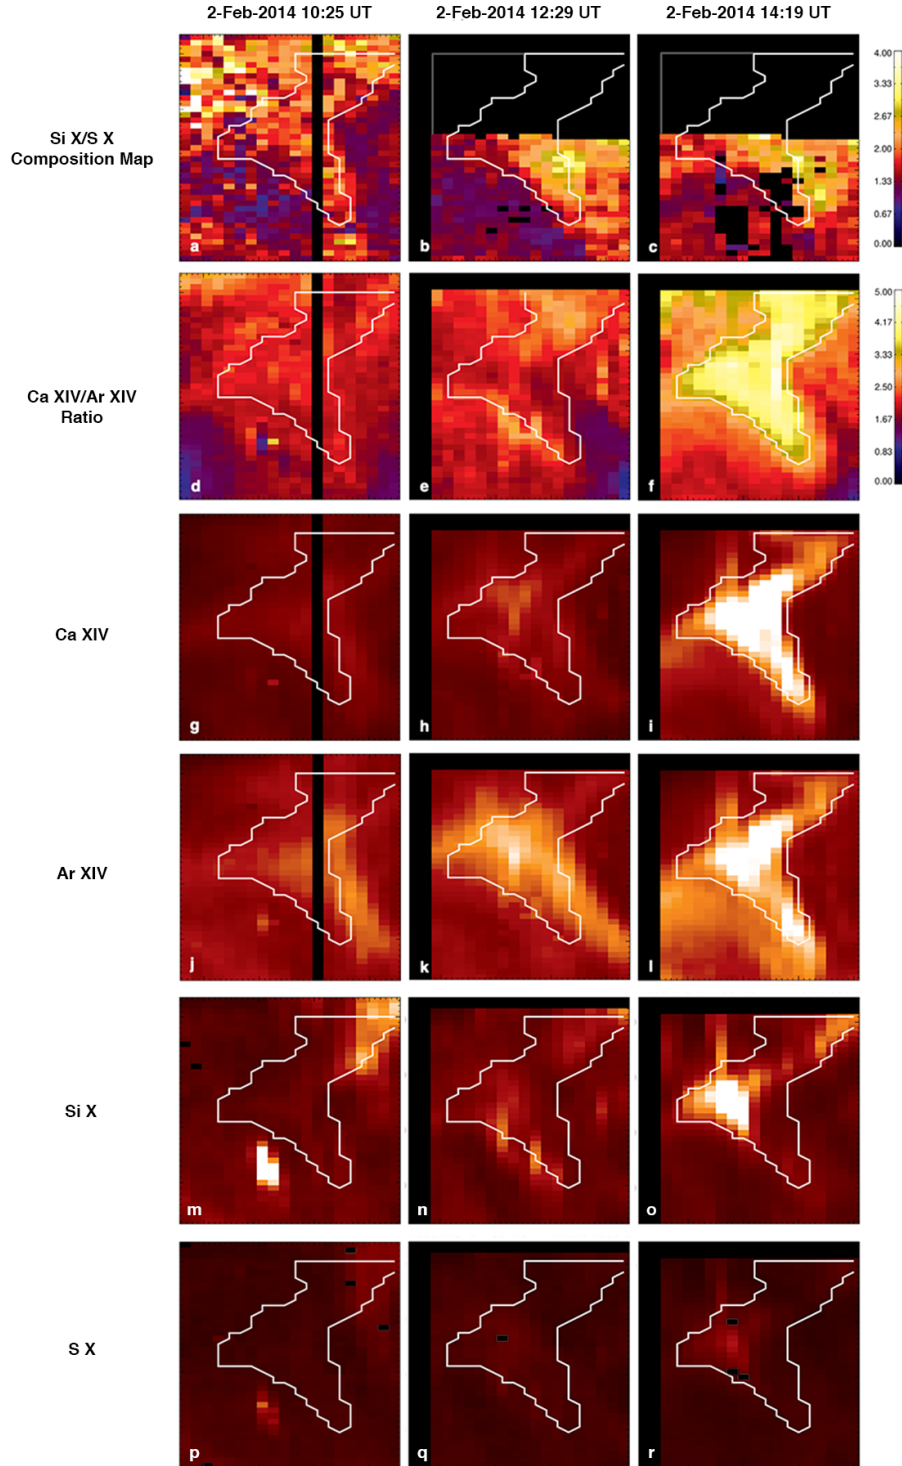 2-Feb-2014 10:25 UT 2-Feb-2014 12:29 UT 2-Feb-2014 14:19 UT
Si X/S X
Composition Map
a b c
4.00
3.33
2.67
2.00
1.33
0.67
0.00
Ca XIV/Ar XIV
Ratio
d e f
5.00
4.17
3.33
2.50
1.67
0.83
0.00
Ca XIV
g h i
Ar XIV
j k l
Si X
m n o
S X
p q r